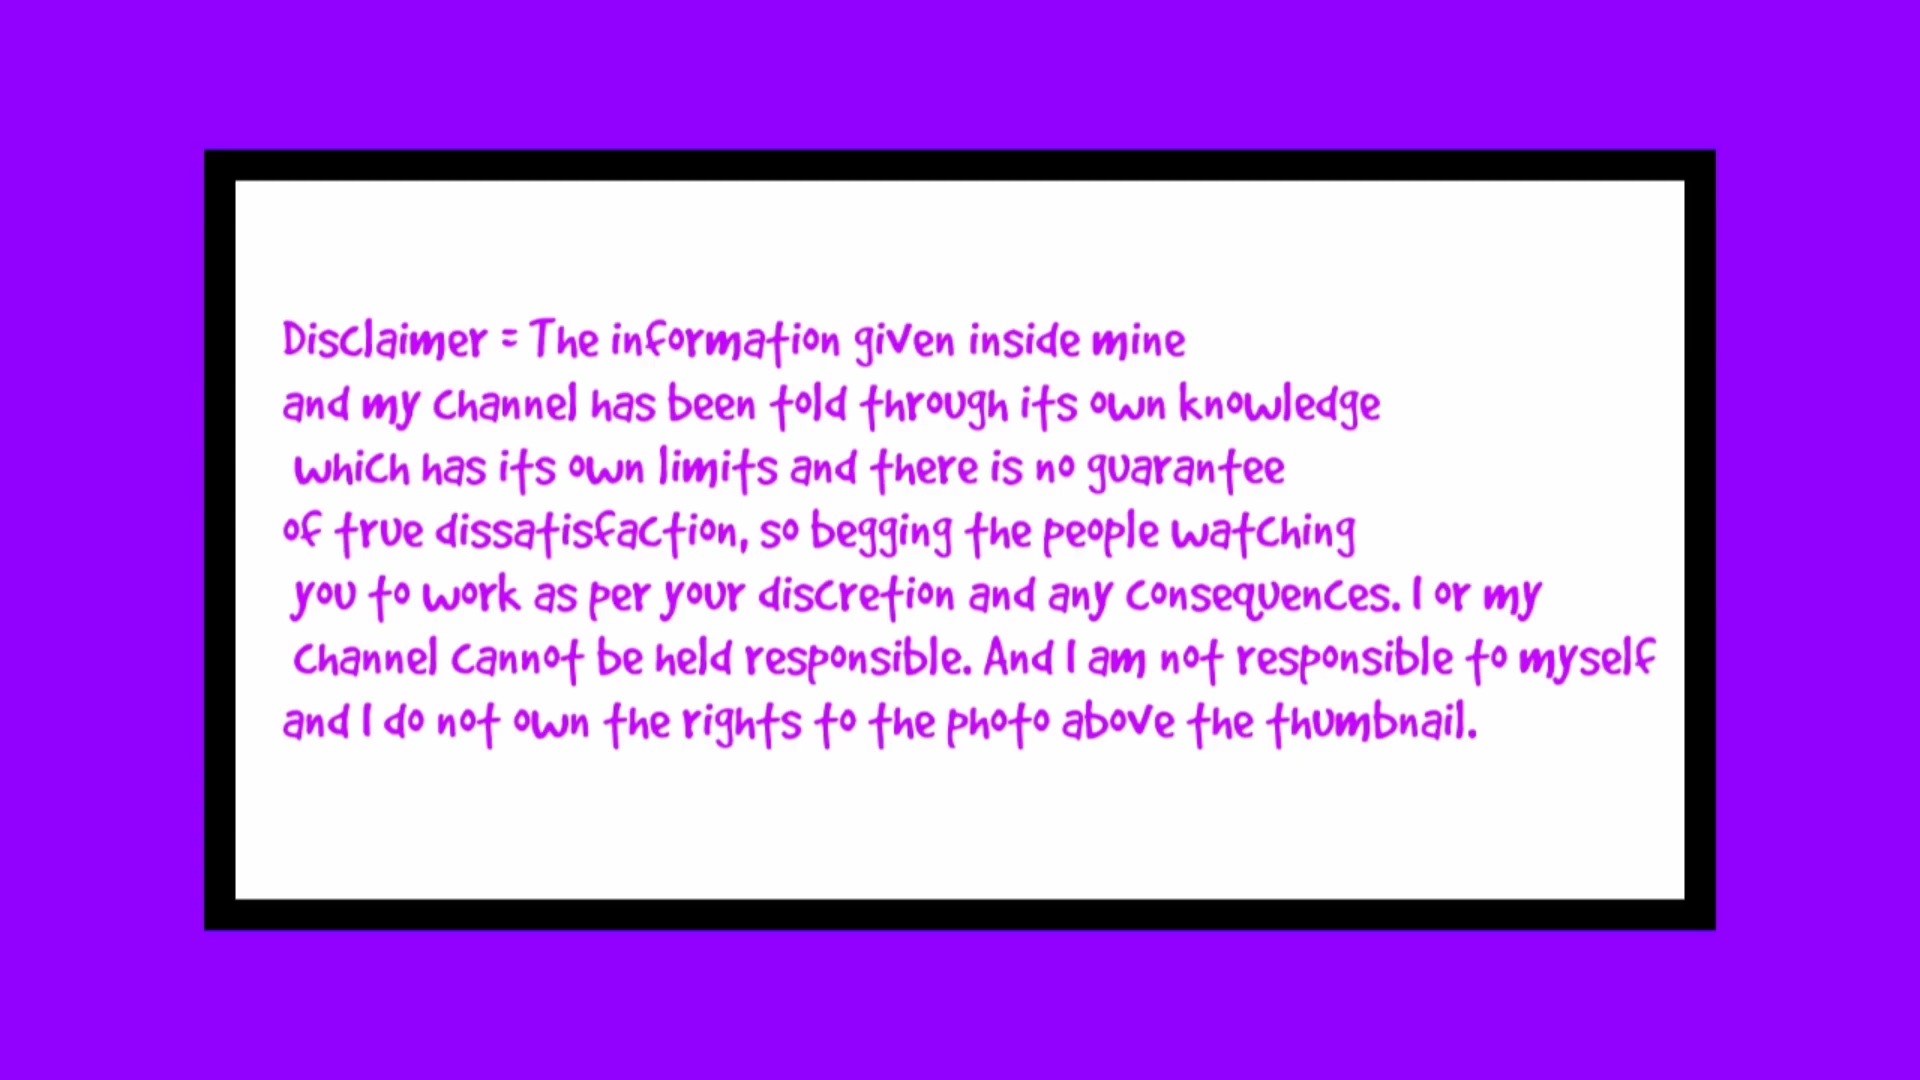 Disclaimer = The information given inside mine
and my channel has been told through its own knowledge
which has its own limits and there is no guarantee
of true dissatisfaction, so begging the people watching
you to work as per your discretion and any consequences. I or my
channel cannot be held responsible. And I am not responsible to myself
and I do not own the rights to the photo above the thumbnail.